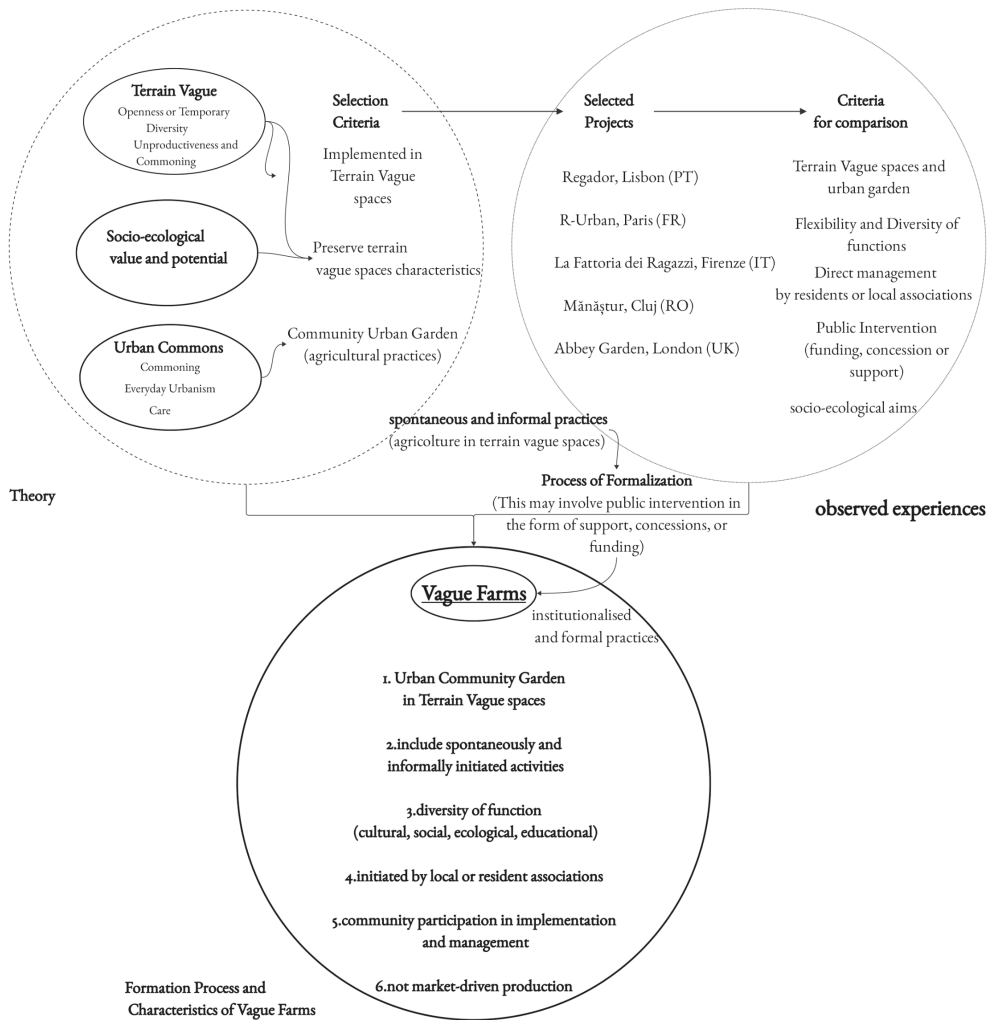 Terrain Vague
Openness or Temporary
Diversity
Unproductiveness and
Commoning
Socio-ecological
value and potential
Urban Commons
Commoning
Everyday Urbanism
Care
Selection
Criteria
Implemented in
Terrain Vague
spaces
Preserve terrain
vague spaces characteristics
Community Urban Garden
(agricultural practices)
Selected
Projects
Regador, Lisbon (PT)
R-Urban, Paris (FR)
La Fattoria dei Ragazzi, Firenze (IT)
Mănăștur, Cluj (RO)
Abbey Garden, London (UK)
Criteria
for comparison
Terrain Vague spaces and
urban garden
Flexibility and Diversity of
functions
Direct management
by residents or local associations
Public Intervention
(funding, concession or
support)
socio-ecological aims
spontaneous and informal practices
(agricolture in terrain vague spaces)
Process of Formalization
(This may involve public intervention in
the form of support, concessions, or
funding)
Theory
observed experiences
Vague Farms
institutionalised
and formal practices
1. Urban Community Garden
in Terrain Vague spaces
2.include spontaneously and
informally initiated activities
3.diversity of function
(cultural, social, ecological, educational)
4.initiated by local or resident associations
5.community participation in implementation
and management
6.not market-driven production
Formation Process and
Characteristics of Vague Farms